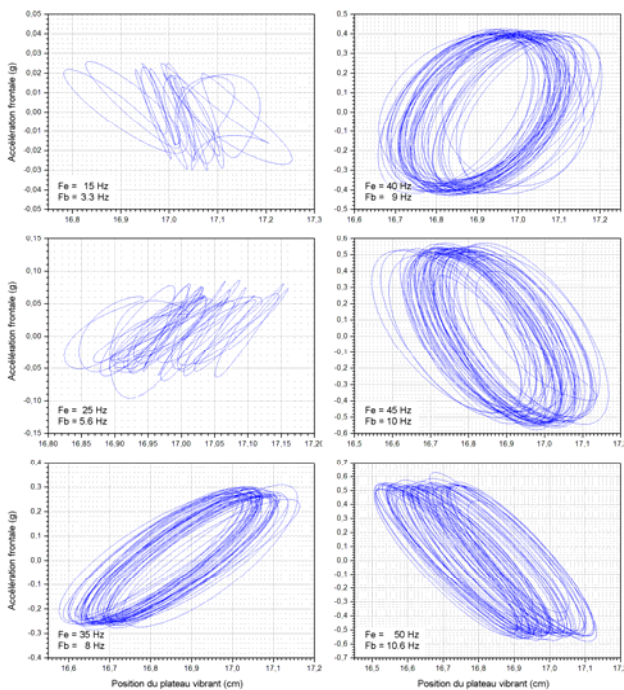 Accélération frontale (g)
0,05
0,04
0,03
0,02
0,01
0,00
-0,01
-0,02
-0,03
-0,04
-0,05
Fe = 15 Hz
Fb = 3.3 Hz
16,8 16,9 17,0 17,1 17,2 17,3
0,5
0,4
0,3
0,2
0,1
0,0
-0,1
-0,2
-0,3
-0,4
-0,5
Fe = 40 Hz
Fb = 9 Hz
16,6 16,7 16,8 16,9 17,0 17,1 17,2
Accélération frontale (g)
0,15
0,10
0,05
0,00
-0,05
-0,10
-0,15
Fe = 25 Hz
Fb = 5.6 Hz
16,80 16,85 16,90 16,95 17,00 17,05 17,10 17,15
0,6
0,5
0,4
0,3
0,2
0,1
0,0
-0,1
-0,2
-0,3
-0,4
-0,5
-0,6
Fe = 45 Hz
Fb = 10 Hz
16,5 16,6 16,7 16,8 16,9 17,0 17,1
Accélération frontale (g)
0,4
0,3
0,2
0,1
0,0
-0,1
-0,2
-0,3
-0,4
Fe = 35 Hz
Fb = 8 Hz
16,6 16,7 16,8 16,9 17,0 17,1 17,2
Position du plateau vibrant (cm)
0,7
0,6
0,5
0,4
0,3
0,2
0,1
0,0
-0,1
-0,2
-0,3
-0,4
-0,5
-0,6
-0,7
Fe = 50 Hz
Fb = 10.6 Hz
16,5 16,6 16,7 16,8 16,9 17,0 17,1 17,2
Position du plateau vibrant (cm)